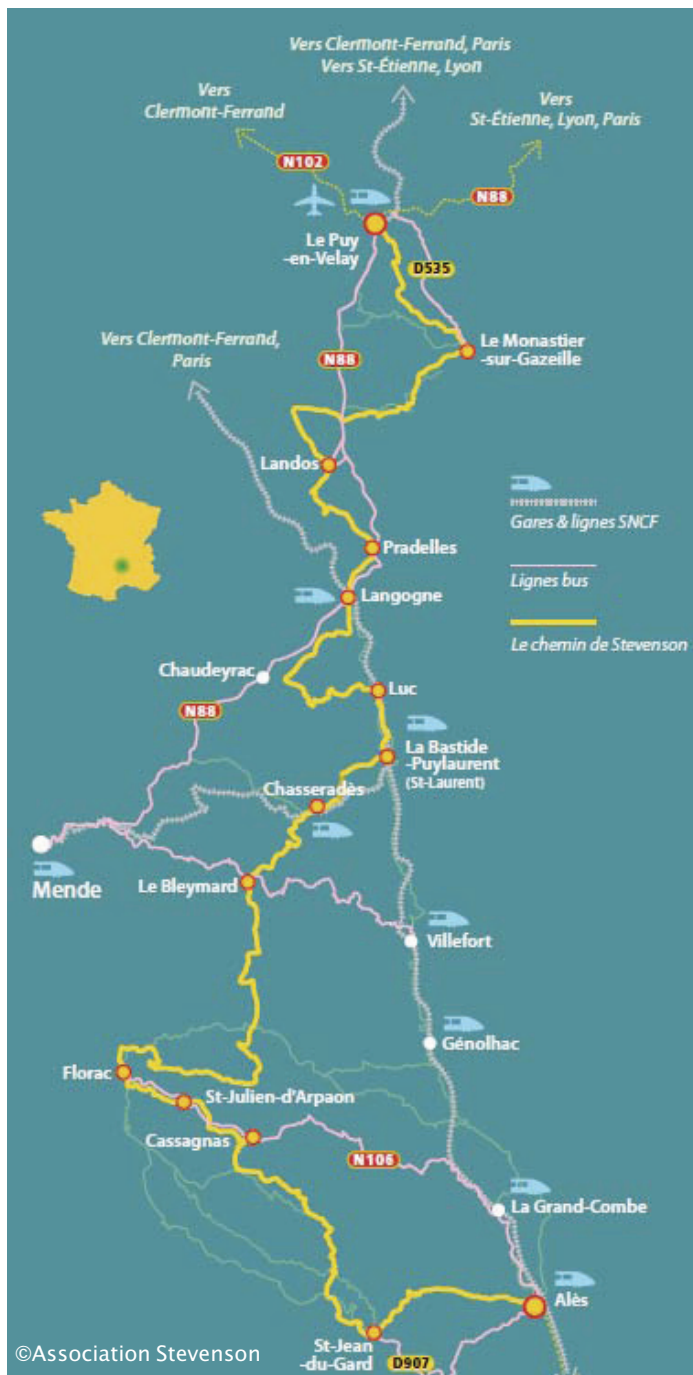 Vers Clermont-Ferrand, Paris
Vers St-Étienne, Lyon
Vers
Clermont-Ferrand
Vers
St-Étienne, Lyon, Paris
N102
N88
Le Puy
-en-Velay
D535
Vers Clermont-Ferrand,
Paris
N88
Le Monastier
-sur-Gazeille
Landos
Gares & lignes SNCF
Pradelles
Lignes bus
Langogne
Le chemin de Stevenson
Chaudeyrac
Luc
N88
La Bastide
-Puylaurent
(St-Laurent)
Chasseradès
Mende
Le Bleymard
Villefort
Génolhac
Florac
St-Julien-d'Arpaon
Cassagnas
N106
La Grand-Combe
Alès
St-Jean
-du-Gard
D907
©Association Stevenson